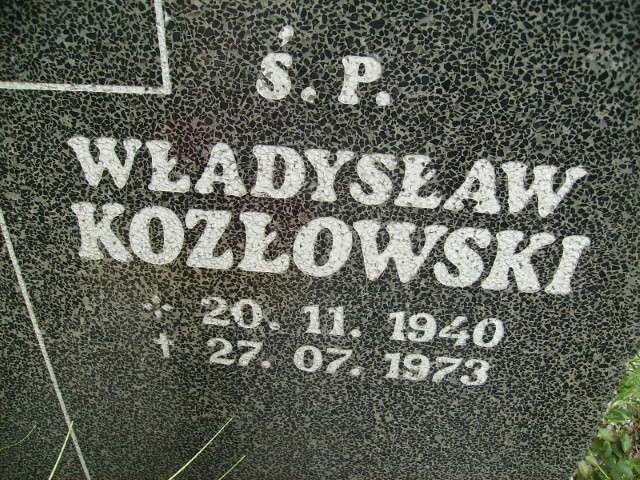 Ś. P.
WŁADYSŁAW
KOZŁOWSKI
* 20. 11. 1940
† 27. 07. 1973